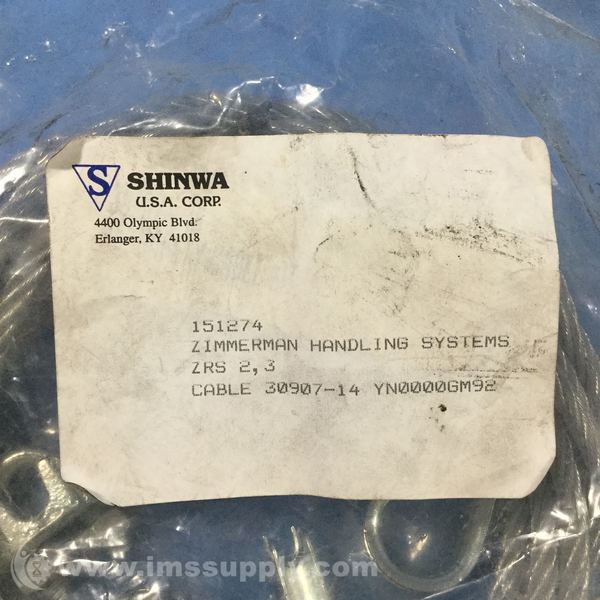 S SHINWA
U.S.A. CORP.
4400 Olympic Blvd.
Erlanger, KY 41018
151274
ZIMMERMAN HANDLING SYSTEMS
ZRS 2,3
CABLE 30907-14 YN0000GM92
www.imssupply.com